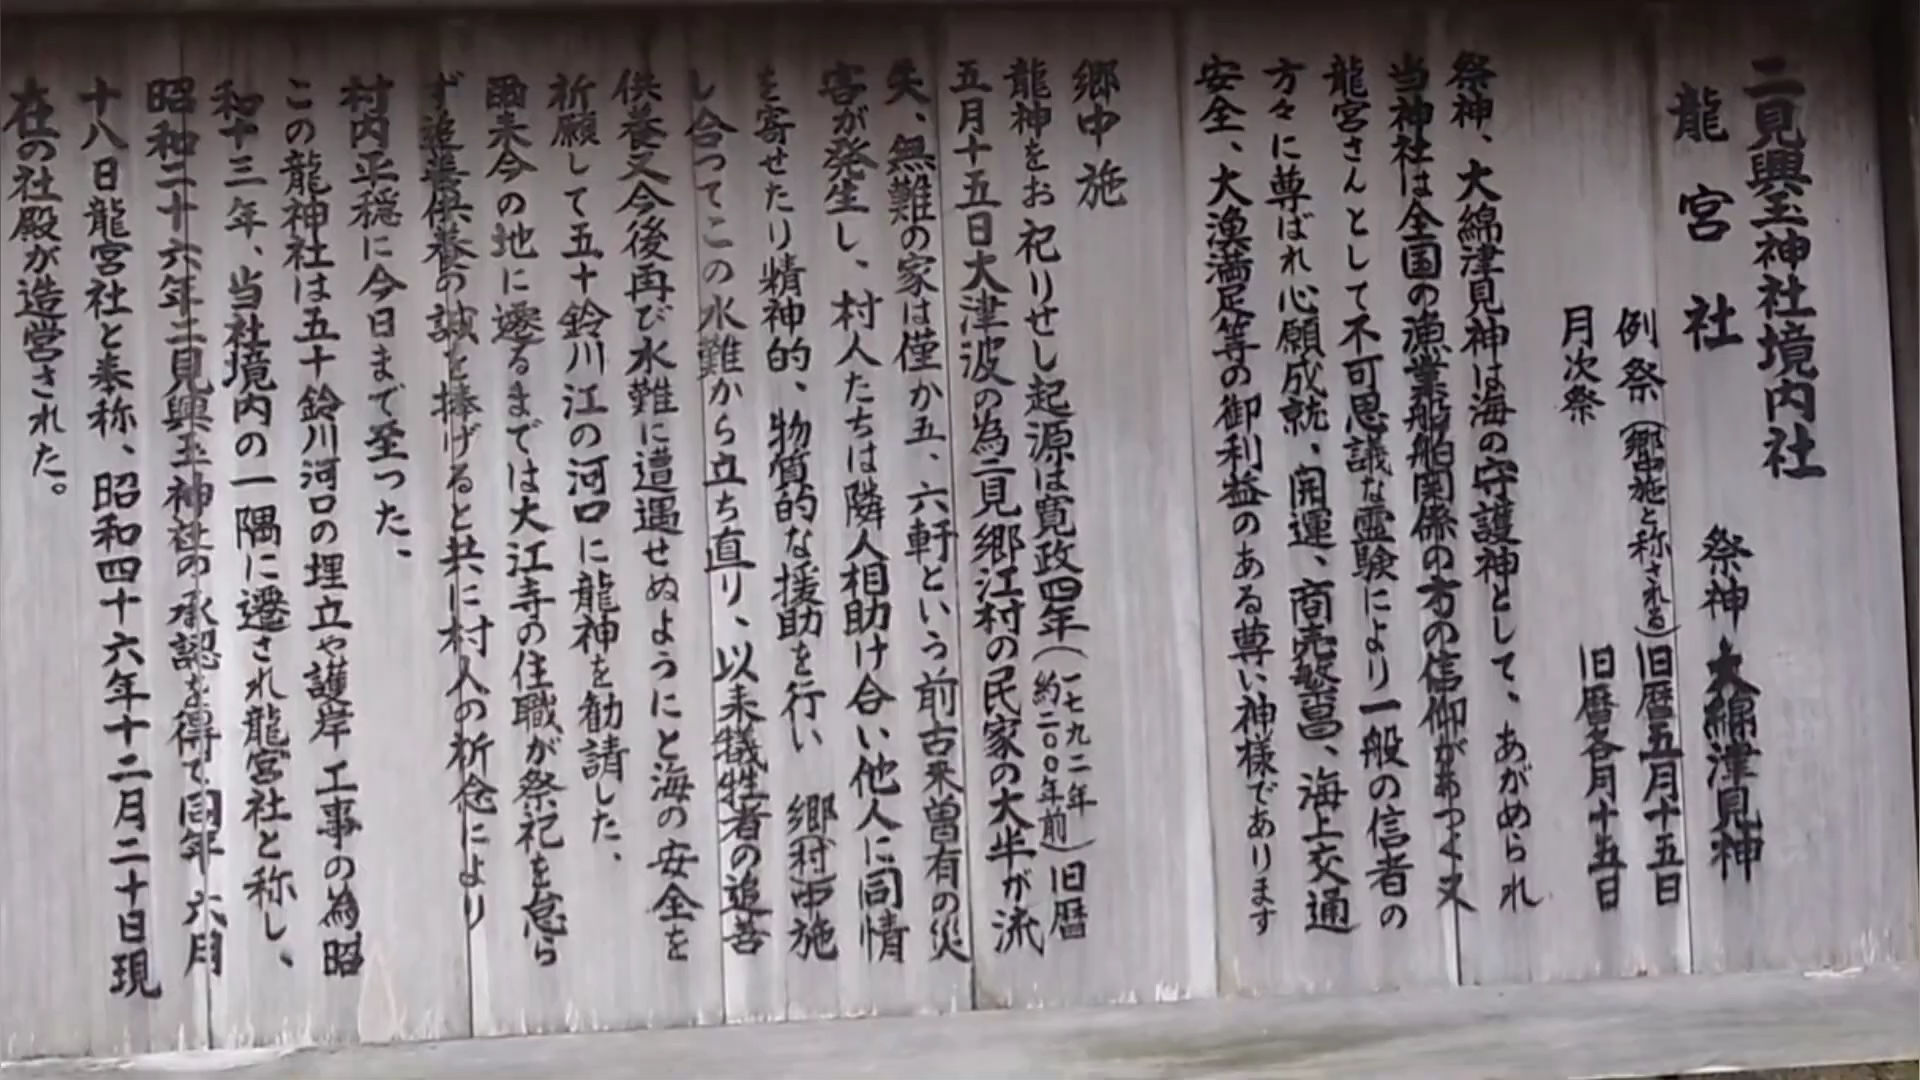 二見興玉神社境内社
龍宮社 祭神 大綿津見神
例祭(郷中施と称される) 旧暦五月十五日
月次祭 旧暦各月十五日
祭神、大綿津見神は海の守護神として、あがめられ
当神社は全国の漁業船舶関係の方の信仰があつく又
龍宮さんとして不可思議な霊験により一般の信者の
方々に尊ばれ心願成就、開運、商売繁昌、海上交通
安全、大漁満足等の御利益のある尊い神様であります
郷中施
龍神をお祀りせし起源は寛政四年(一七九二年 約二〇〇年前)旧暦
五月十五日大津波の為二見郷江村の民家の大半が流
失、無難の家は僅か五、六軒という前古未曽有の災
害が発生し、村人たちは隣人相助け合い他人に同情
を寄せたり精神的、物質的な援助を行い 郷村中施
し合つてこの水難から立ち直り、以来犠牲者の追善
供養又今後再び水難に遭遇せぬようにと海の安全を
祈願して五十鈴川江の河口に龍神を勧請した、
爾来今の地に遷るまでは大江寺の住職が祭祀を怠ら
ず追善供養の誠を捧げると共に村人の祈念により
村内平穏に今日まで至つた、
この龍神社は五十鈴川河口の埋立や護岸工事の為昭
和十三年、当社境内の一隅に遷され龍宮社と称し、
昭和二十六年二見興玉神社の承認を得て同年六月
十八日龍宮社と奉称、昭和四十六年十二月二十日現
在の社殿が造営された。